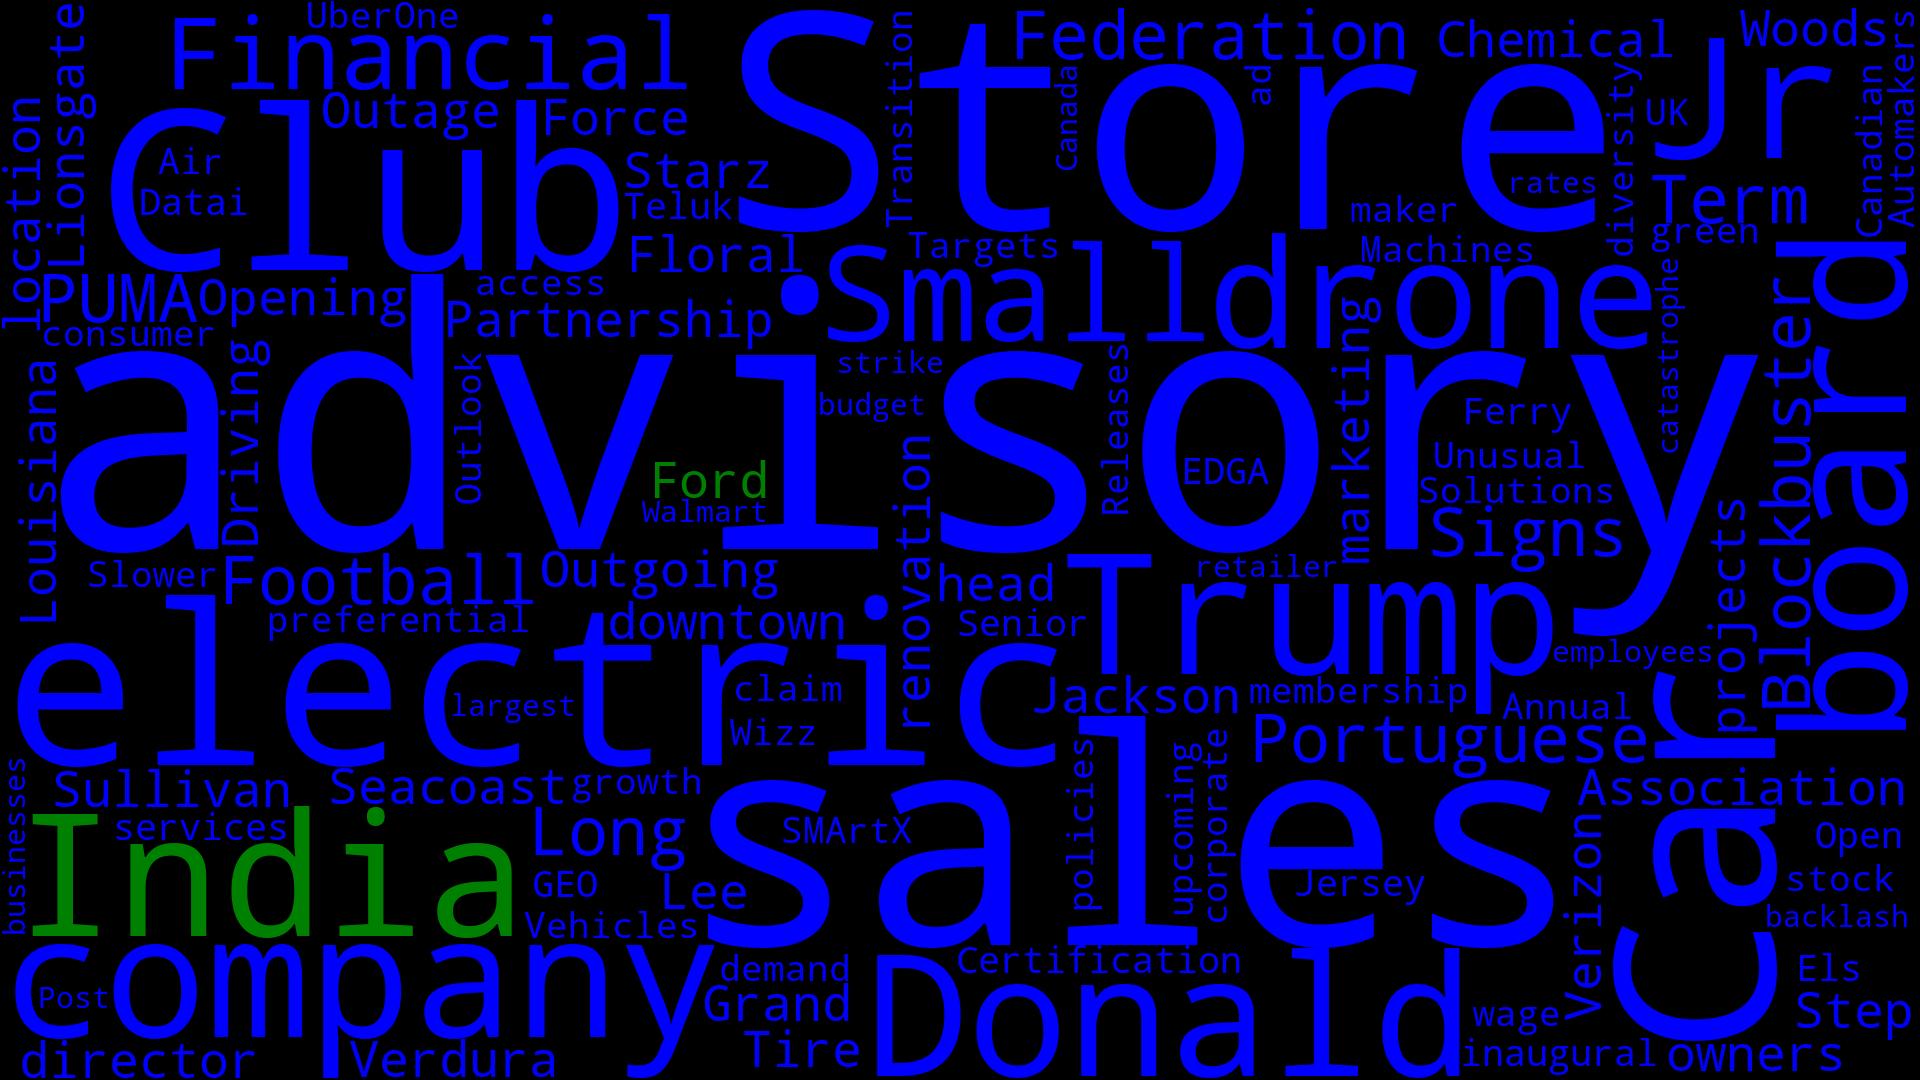 UberOne
Financial
Store
Federation
Chemical
Woods
Jr
Lionsgate
location
Club
Outage
Force
Air
Datai
Starz
Teluk
Floral
Transition
Canada
ad
rates
diversity
UK
Term
green
Canadian
Automakers
maker
Machines
Targets
Smalldrone
PUMA
Opening
access
Partnership
consumer
advisory
Louisiana
Driving
Outlook
strike
budget
Ford
Walmart
renovation
Releases
EDGA
marketing
Ferry
Unusual
Solutions
Signs
catastrophe
Blockbuster
board
projects
Slower
Football
Outgoing
preferential
downtown
head
Senior
retailer
Trump
employees
electric
largest
claim
Wizz
Jackson
membership
Annual
Portuguese
Car
Association
businesses
Sullivan
Seacoast
growth
services
India
Long
GEO
Lee
Vehicles
sales
SMArtX
policies
upcoming
corporate
Jersey
Verizon
Open
stock
backlash
company
Post
demand
Grand
Tire
Certification
Donald
wage
Els
Step
director
Verdura
inaugural
owners